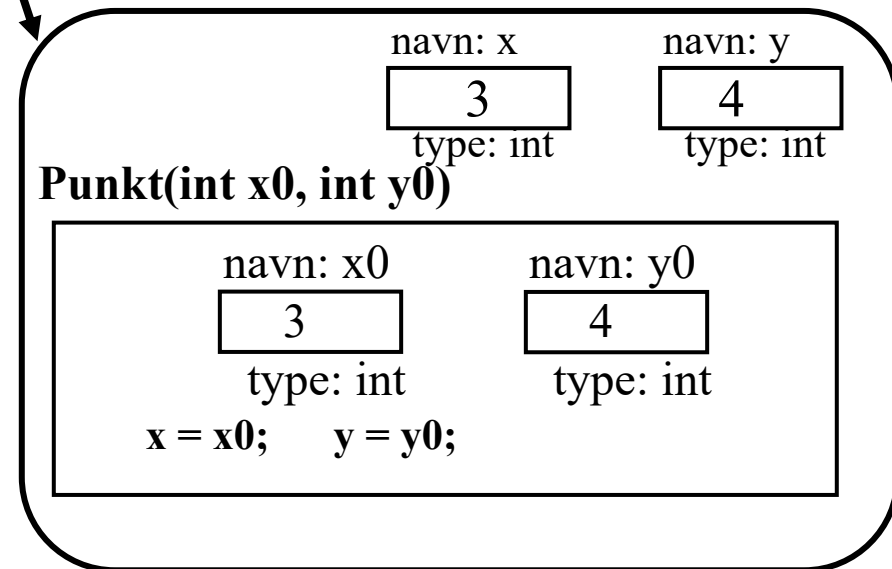 navn: x navn: y
3 4
type: int type: int
Punkt(int x0, int y0)
navn: x0 navn: y0
3 4
type: int type: int
x = x0; y = y0;